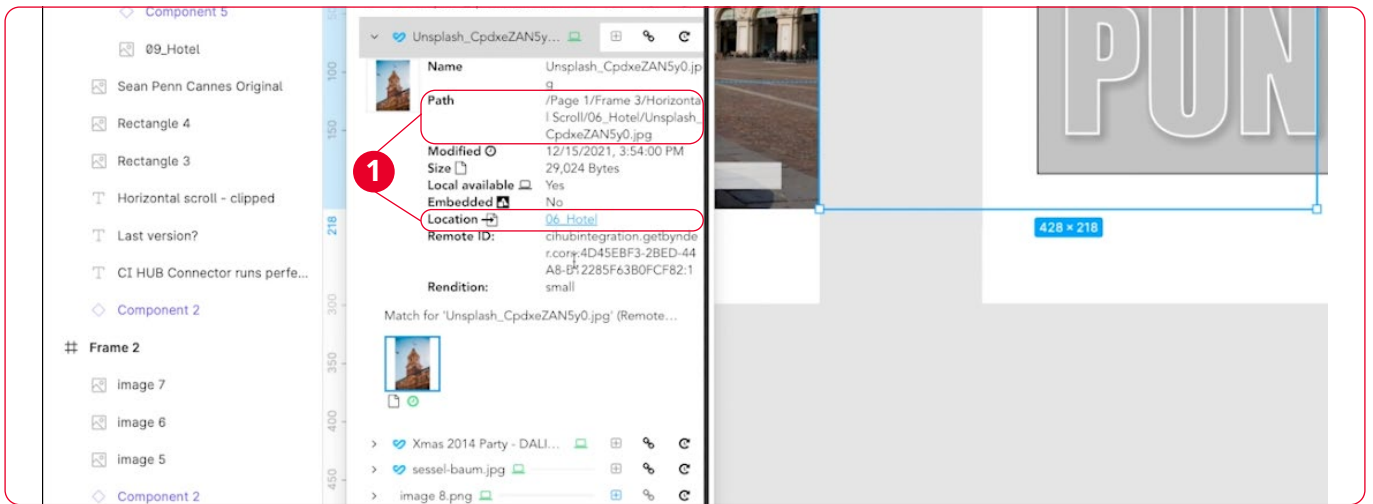 Component 5
09_Hotel
Sean Penn Cannes Original
Rectangle 4
Rectangle 3
Horizontal scroll - clipped
Last version?
CI HUB Connector runs perfe...
Component 2
Frame 2
image 7
image 6
image 5
Component 2
50
100
150
218
300
350
400
450
Unsplash_CpdxeZAN5y...
Name Unsplash_CpdxeZAN5y0.jp
g
Path /Page 1/Frame 3/Horizonta
l Scroll/06_Hotel/Unsplash_
CpdxeZAN5y0.jpg
1
Modified 12/15/2021, 3:54:00 PM
Size 29,024 Bytes
Local available Yes
Embedded No
Location 06_Hotel
Remote ID: cihubintegration.getbynde
r.com:4D45EBF3-2BED-44
Rendition: small
Match for 'Unsplash_CpdxeZAN5y0.jpg' (Remote...
Xmas 2014 Party - DALI...
sessel-baum.jpg
image 8.png
PUN
428 × 218